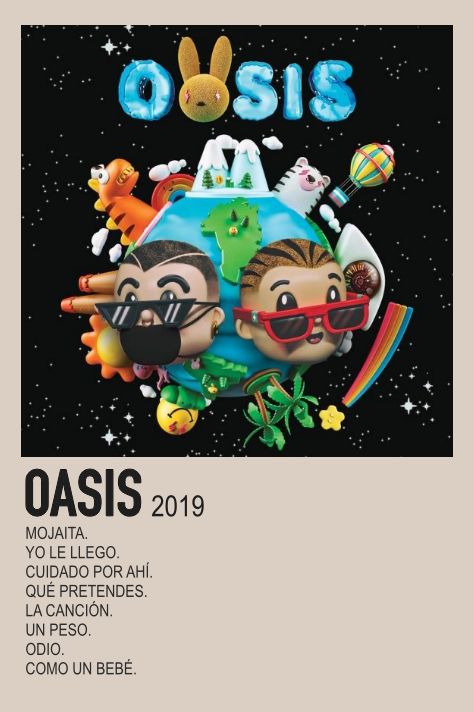 OASIS
OASIS 2019
MOJAITA.
YO LE LLEGO.
CUIDADO POR AHÍ.
QUÉ PRETENDES.
LA CANCIÓN.
UN PESO.
ODIO.
COMO UN BEBÉ.